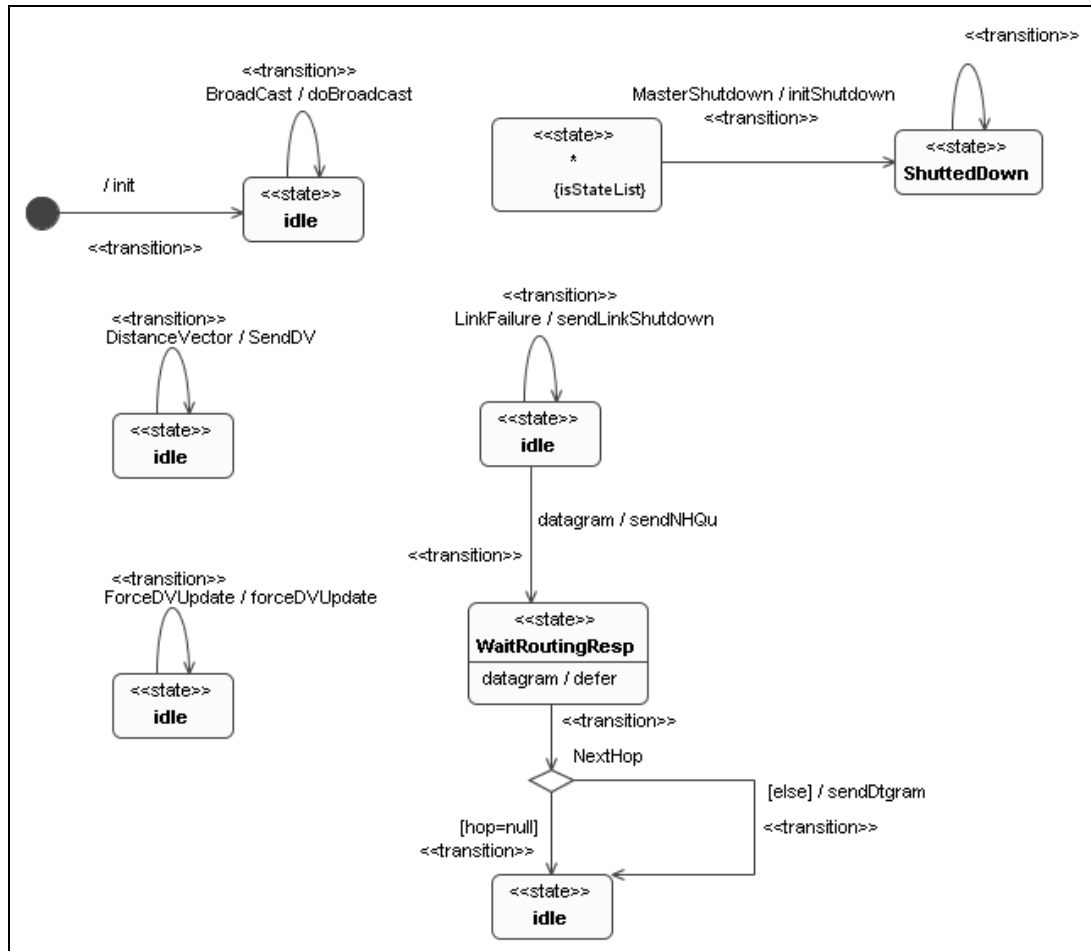 <<transition>>
BroadCast / doBroadcast
/ init
<<state>>
idle
<<transition>>
<<transition>>
MasterShutdown / initShutdown
<<transition>>
<<state>>
*
{isStateList}
<<state>>
ShuttedDown
<<transition>>
DistanceVector / SendDV
<<state>>
idle
<<transition>>
LinkFailure / sendLinkShutdown
<<state>>
idle
datagram / sendNHQu
<<transition>>
<<transition>>
ForceDVUpdate / forceDVUpdate
<<state>>
idle
<<state>>
WaitRoutingResp
datagram / defer
<<transition>>
NextHop
[else] / sendDtgram
<<transition>>
[hop=null]
<<transition>>
<<state>>
idle